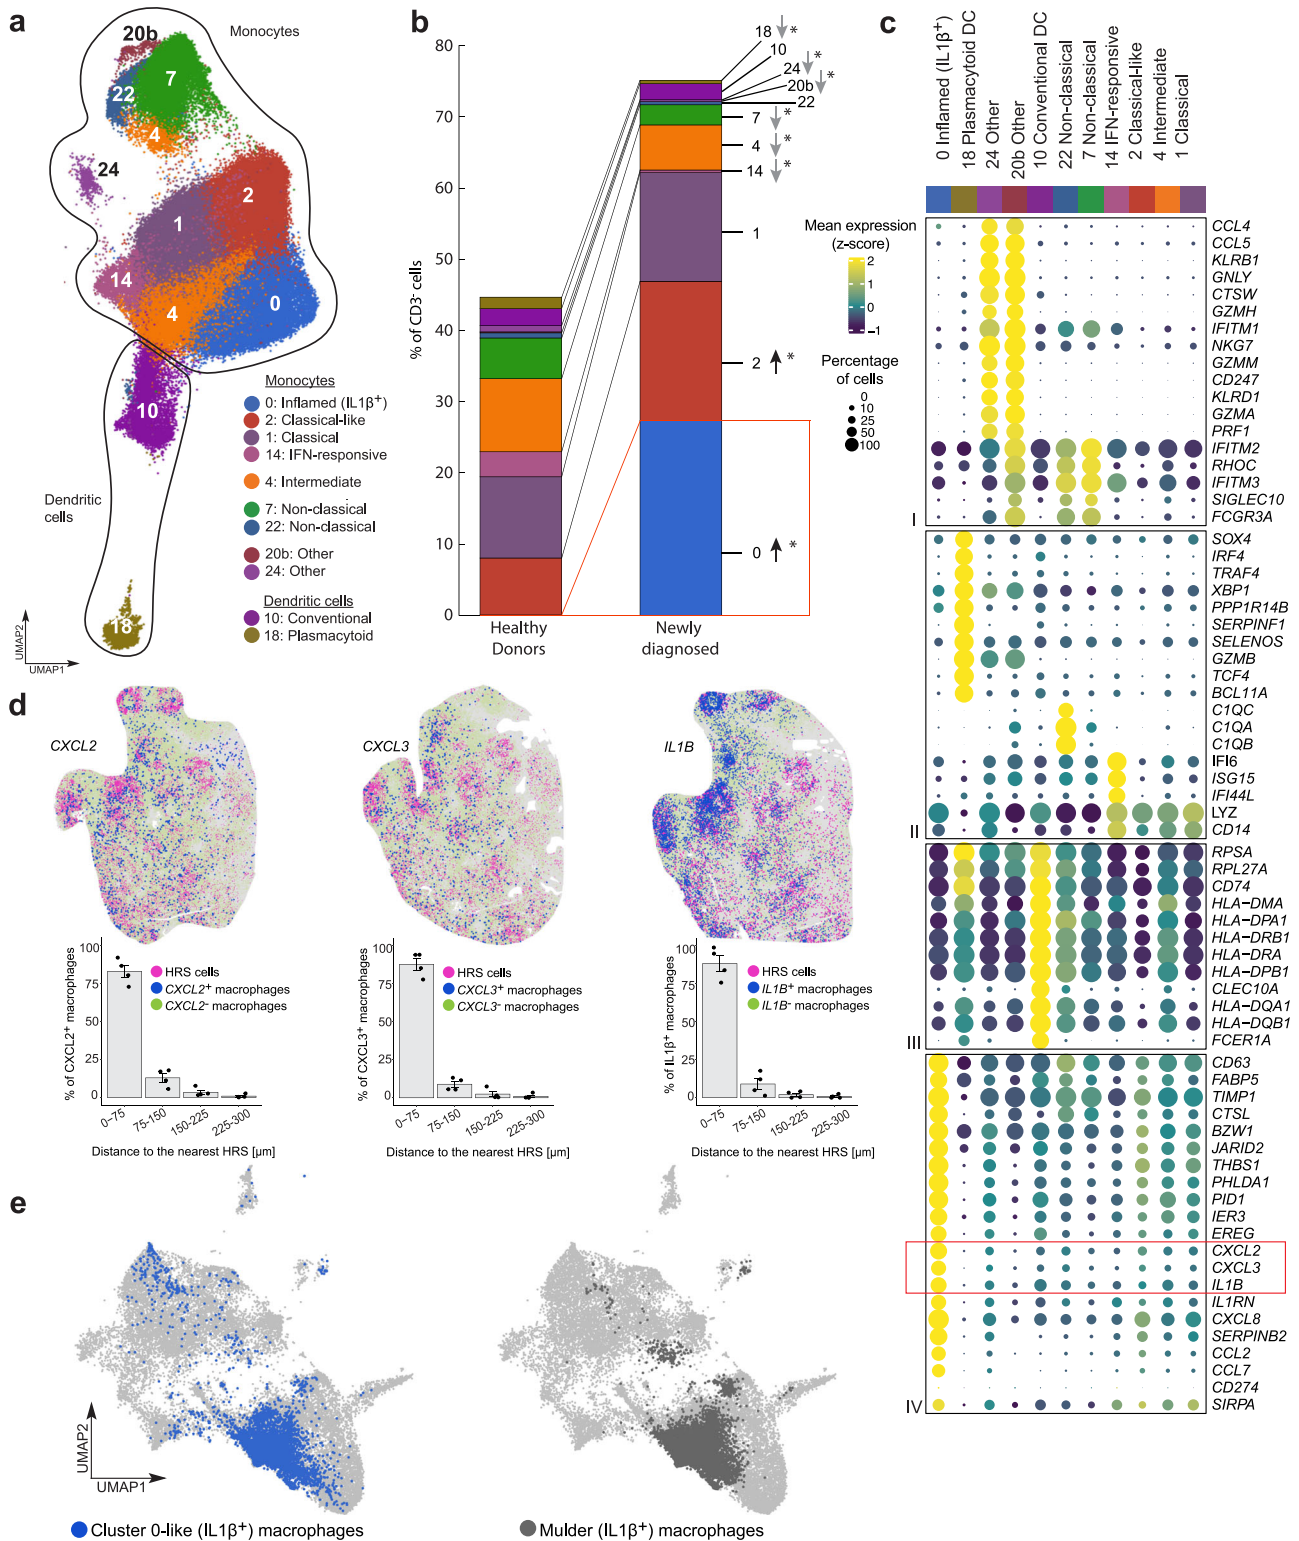 a
Monocytes
20b
7
22
4
24
2
1
14
4
0
10
Dendritic
cells
18
UMAP2
UMAP1
Monocytes
0: Inflamed (IL1β+)
2: Classical-like
1: Classical
14: IFN-responsive
4: Intermediate
7: Non-classical
22: Non-classical
20b: Other
24: Other
Dendritic cells
10: Conventional
18: Plasmacytoid
b
% of CD3- cells
80
70
60
50
40
30
20
10
0
Healthy
Donors
Newly
diagnosed
18 *
10
24 *
20b *
22
7 *
4 *
14 *
1
2 *
0 *
c
0 Inflamed (IL1β+)
18 Plasmacytoid DC
24 Other
20b Other
10 Conventional DC
22 Non-classical
7 Non-classical
14 IFN-responsive
2 Classical-like
4 Intermediate
1 Classical
Mean expression
(z-score)
2
1
0
−1
Percentage
of cells
0
10
25
50
100
CCL4
CCL5
KLRB1
GNLY
CTSW
GZMH
IFITM1
NKG7
GZMM
CD247
KLRD1
GZMA
PRF1
IFITM2
RHOC
IFITM3
SIGLEC10
FCGR3A
I
SOX4
IRF4
TRAF4
XBP1
PPP1R14B
SERPINF1
SELENOS
GZMB
TCF4
BCL11A
C1QC
C1QA
C1QB
IFI6
ISG15
IFI44L
LYZ
CD14
II
RPSA
RPL27A
CD74
HLA−DMA
HLA−DPA1
HLA−DRB1
HLA−DRA
HLA−DPB1
CLEC10A
HLA−DQA1
HLA−DQB1
FCER1A
III
CD63
FABP5
TIMP1
CTSL
BZW1
JARID2
THBS1
PHLDA1
PID1
IER3
EREG
CXCL2
CXCL3
IL1B
IL1RN
CXCL8
SERPINB2
CCL2
CCL7
CD274
SIRPA
IV
d
CXCL2
CXCL3
IL1B
% of CXCL2+ macrophages
100
75
50
25
0
HRS cells
CXCL2+ macrophages
CXCL2- macrophages
0−75
75-150
150-225
225-300
Distance to the nearest HRS [µm]
% of CXCL3+ macrophages
100
75
50
25
0
HRS cells
CXCL3+ macrophages
CXCL3- macrophages
0−75
75-150
150-225
225-300
Distance to the nearest HRS [µm]
% of IL1β+ macrophages
100
75
50
25
0
HRS cells
IL1B+ macrophages
IL1B- macrophages
0−75
75-150
150-225
225-300
Distance to the nearest HRS [µm]
e
UMAP2
UMAP1
Cluster 0-like (IL1β+) macrophages
Mulder (IL1β+) macrophages